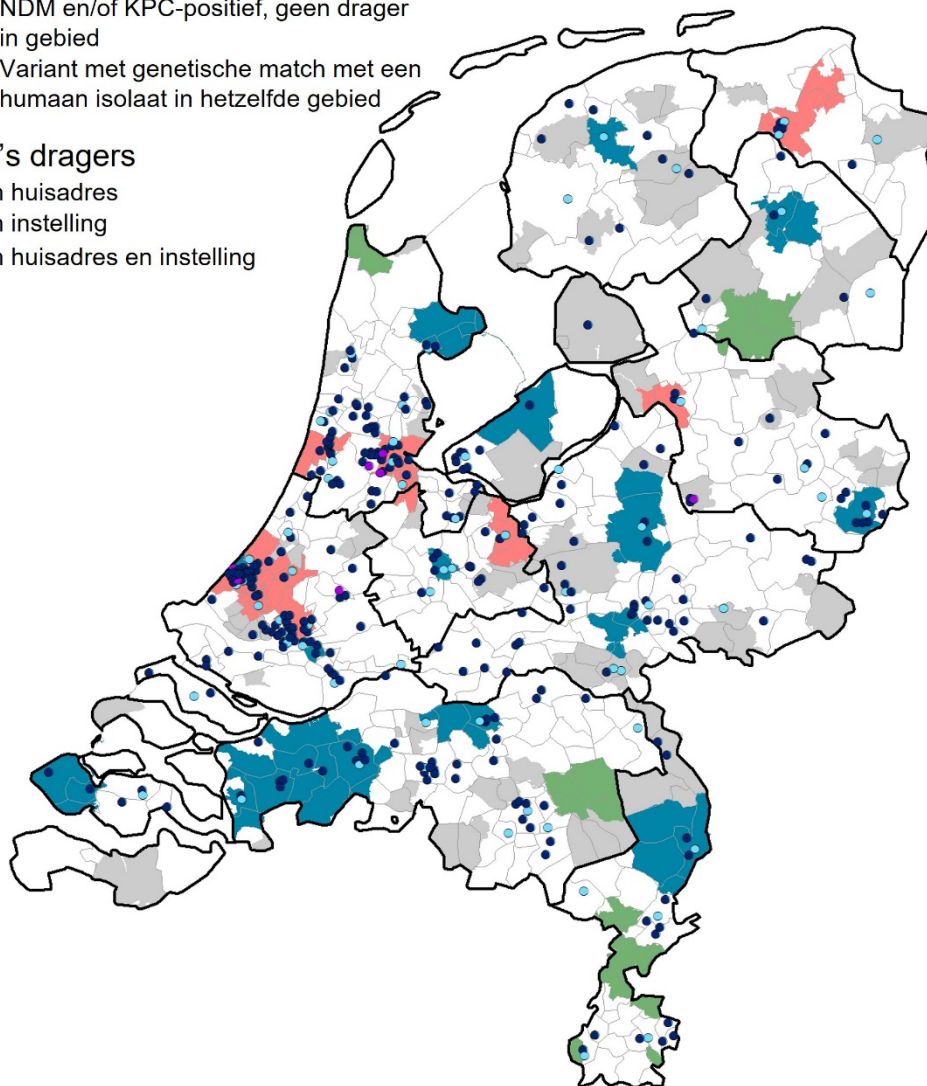 NDM en/of KPC-positief, geen drager
in gebied
Variant met genetische match met een
humaan isolaat in hetzelfde gebied
's dragers
huisadres
instelling
huisadres en instelling